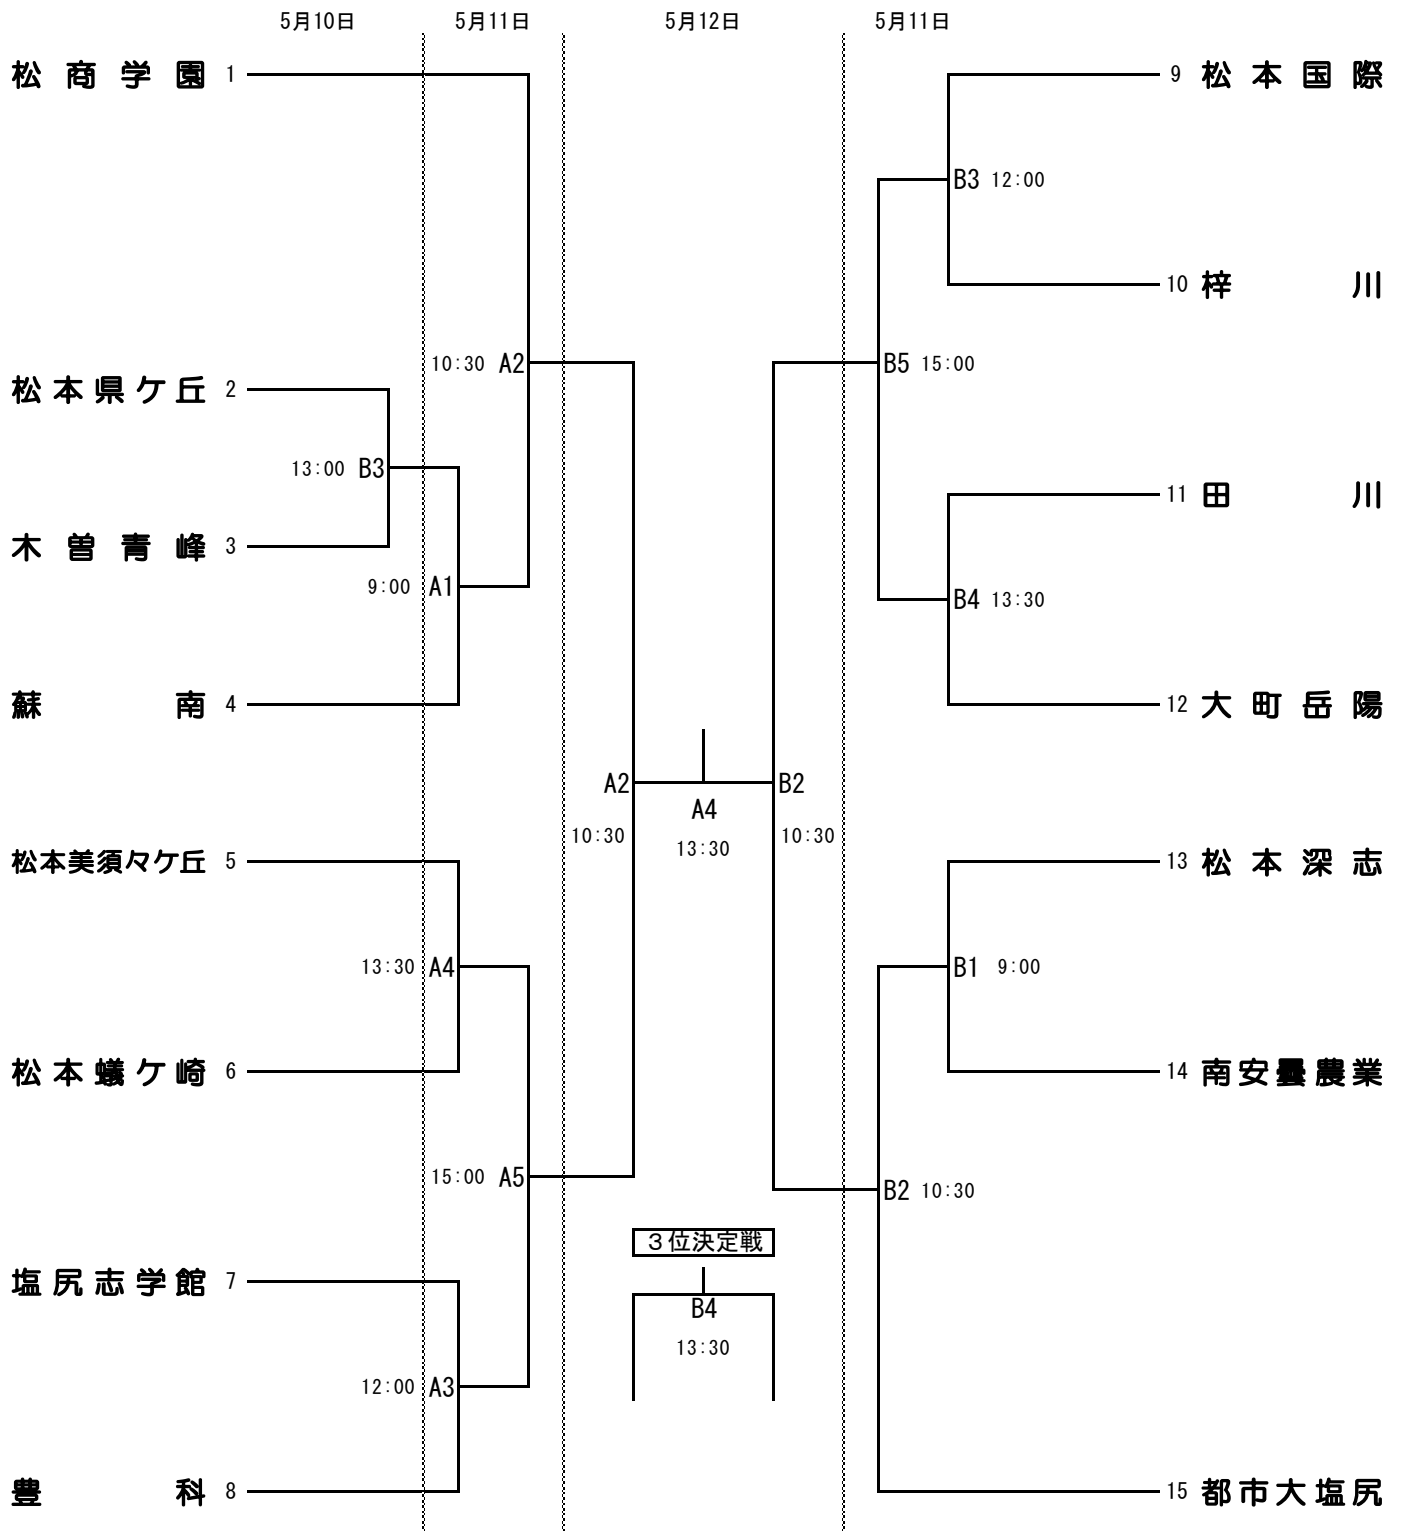 5月10日 5月11日 5月12日 5月11日
松商学園 1
9 松本国際
B3 12:00
10 梓川
10:30 A2
B5 15:00
松本県ケ丘 2
13:00 B3
11 田川
木曽青峰 3
9:00 A1
B4 13:30
蘇南 4
12 大町岳陽
A2
B2
A4
10:30
10:30
13:30
松本美須々ケ丘 5
13 松本深志
13:30 A4
B1 9:00
松本蟻ケ崎 6
14 南安曇農業
15:00 A5
B2 10:30
3位決定戦
塩尻志学館 7
B4
13:30
12:00 A3
豊科 8
15 都市大塩尻